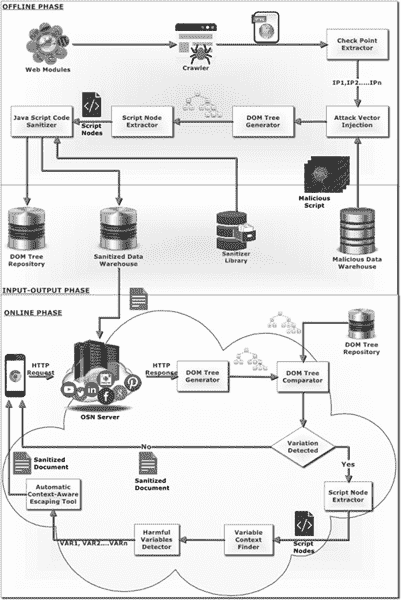 OFFLINE PHASE
Web Modules
Crawler
Check Point
Extractor
IP1,IP2.....IPn
Java Script Code
Sanitizer
Script
Nodes
Script Node
Extractor
DOM Tree
Generator
Attack Vector
Injection
Malicious
Script
DOM Tree
Repository
Sanitized Data
Warehouse
Sanitizer
Library
Malicious Data
Warehouse
INPUT-OUTPUT PHASE
ONLINE PHASE
HTTP
Request
OSN Server
HTTP
Response
DOM Tree
Generator
DOM Tree
Comparator
DOM Tree
Repository
No
Variation
Detected
Yes
Sanitized
Document
Sanitized
Document
Automatic
Context-Aware
Escaping Tool
VAR1, VAR2....VARn
Harmful
Variables
Detector
Variable
Context
Finder
Script
Nodes
Script Node
Extractor